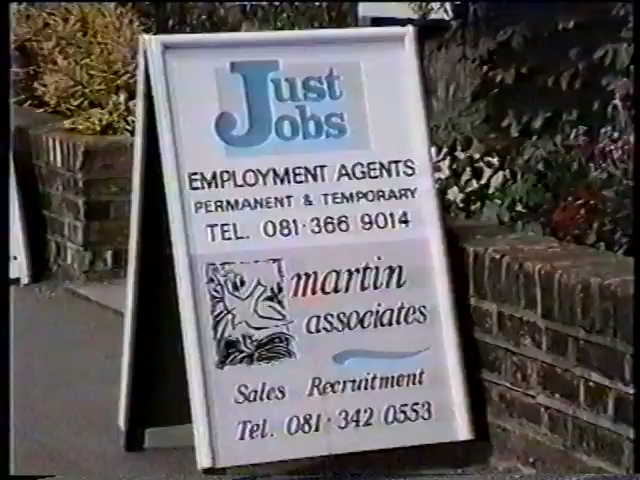 Just
Jobs
EMPLOYMENT AGENTS
PERMANENT & TEMPORARY
TEL. 081·366 9014
martin
associates
Sales Recruitment
Tel. 081·342 0553